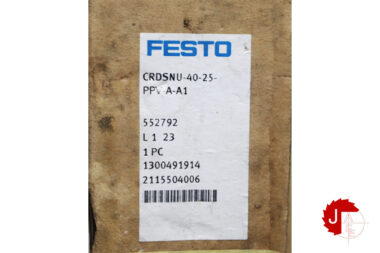 FESTO
CRDSNU-40-25-
PPV A-A1
552792
L 1 23
1 PC
1300491914
2115504006
J